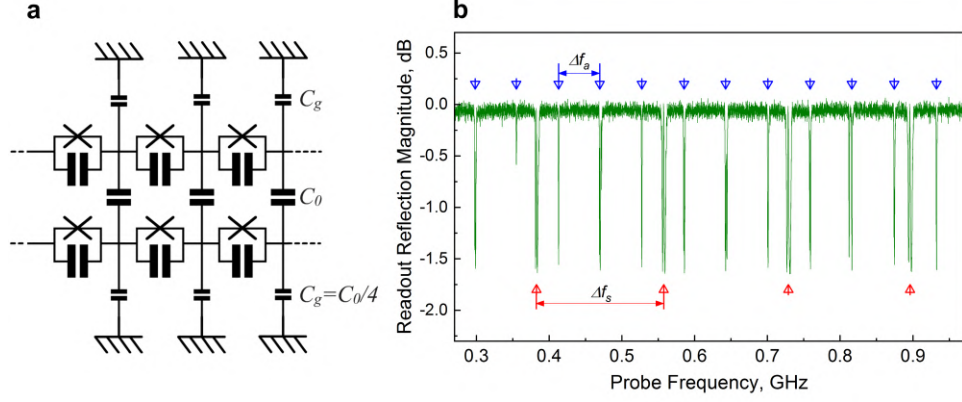 a
C_g
C_0
C_g=C_0/4
b
Readout Reflection Magnitude, dB
0.5
0.0
-0.5
-1.0
-1.5
-2.0
Δf_a
Δf_s
0.3 0.4 0.5 0.6 0.7 0.8 0.9
Probe Frequency, GHz